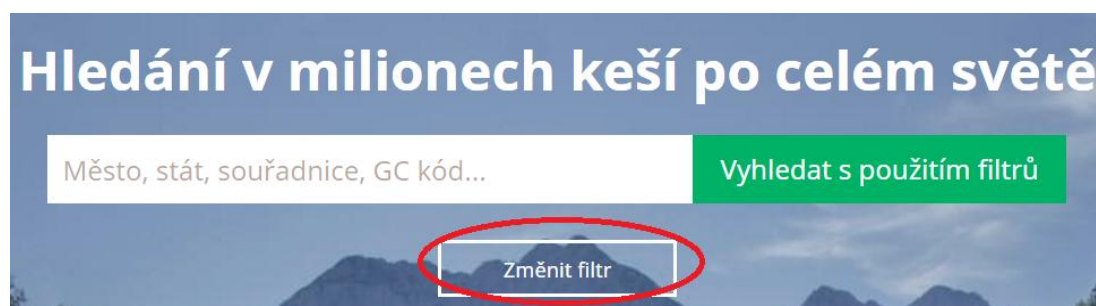 Hledání v milionech keší po celém světě
Město, stát, souřadnice, GC kód...
Vyhledat s použitím filtrů
Změnit filtr